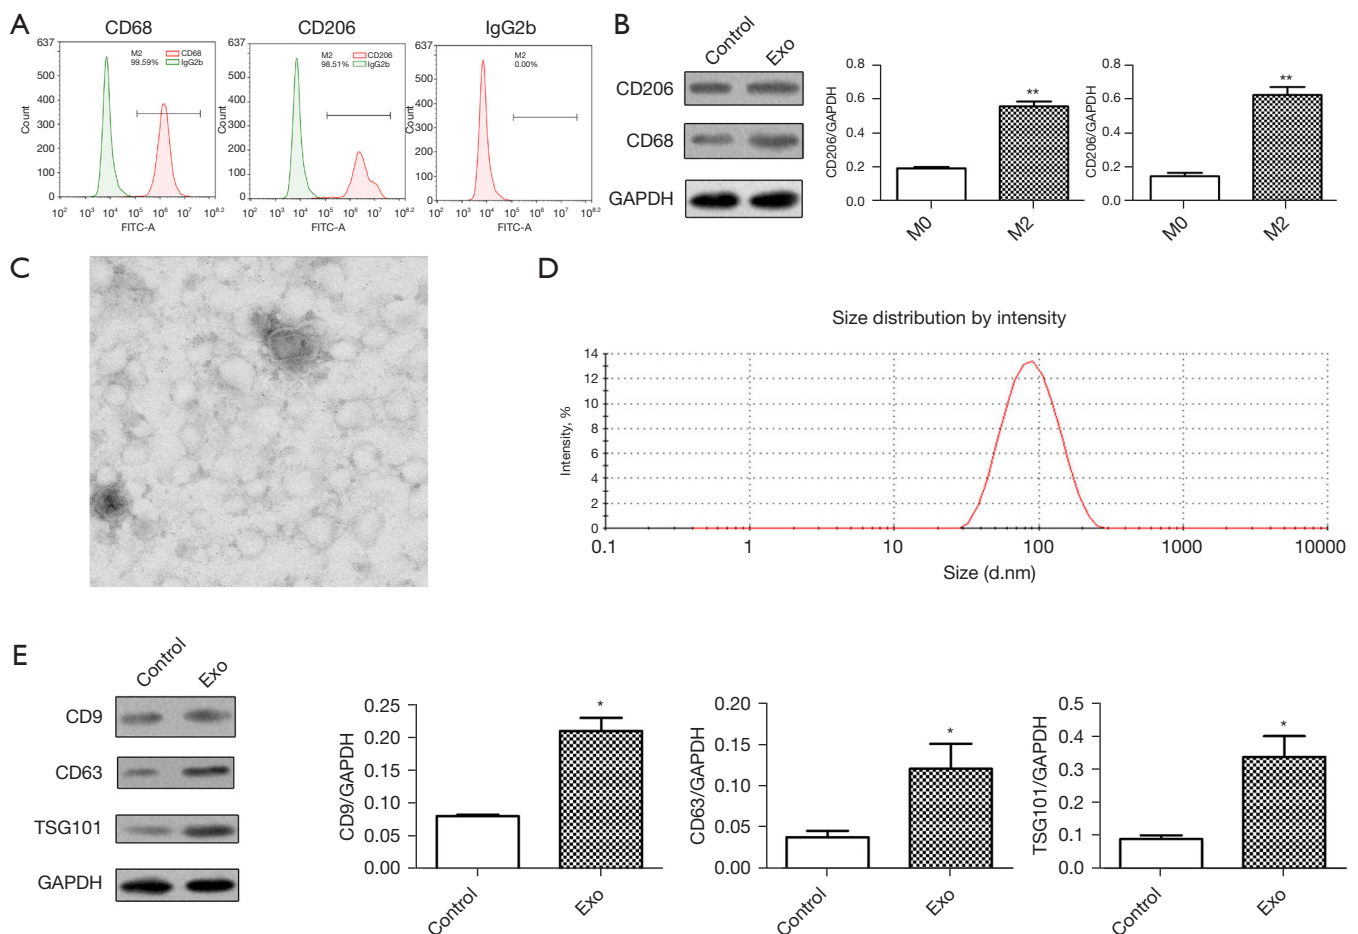 A
CD68
637
500
400
300
200
100
0
Count
M2
99.59%
CD68
IgG2b
10² 10³ 10⁴ 10⁵ 10⁶ 10⁷ 10^8.2
FITC-A
CD206
637
500
400
300
200
100
0
Count
M2
98.51%
CD206
IgG2b
10² 10³ 10⁴ 10⁵ 10⁶ 10⁷ 10^8.2
FITC-A
IgG2b
637
500
400
300
200
100
0
Count
M2
0.00%
10² 10³ 10⁴ 10⁵ 10⁶ 10⁷ 10^8.2
FITC-A
B
Control Exo
CD206
CD68
GAPDH
CD206/GAPDH
0.8
0.6
0.4
0.2
0.0
**
M0 M2
CD206/GAPDH
0.8
0.6
0.4
0.2
0.0
**
M0 M2
C
D
Size distribution by intensity
Intensity, %
14
12
10
8
6
4
2
0
0.1 1 10 100 1000 10000
Size (d.nm)
E
Control Exo
CD9
CD63
TSG101
GAPDH
CD9/GAPDH
0.25
0.20
0.15
0.10
0.05
0.00
*
Control Exo
CD63/GAPDH
0.20
0.15
0.10
0.05
0.00
*
Control Exo
TSG101/GAPDH
0.5
0.4
0.3
0.2
0.1
0.0
*
Control Exo